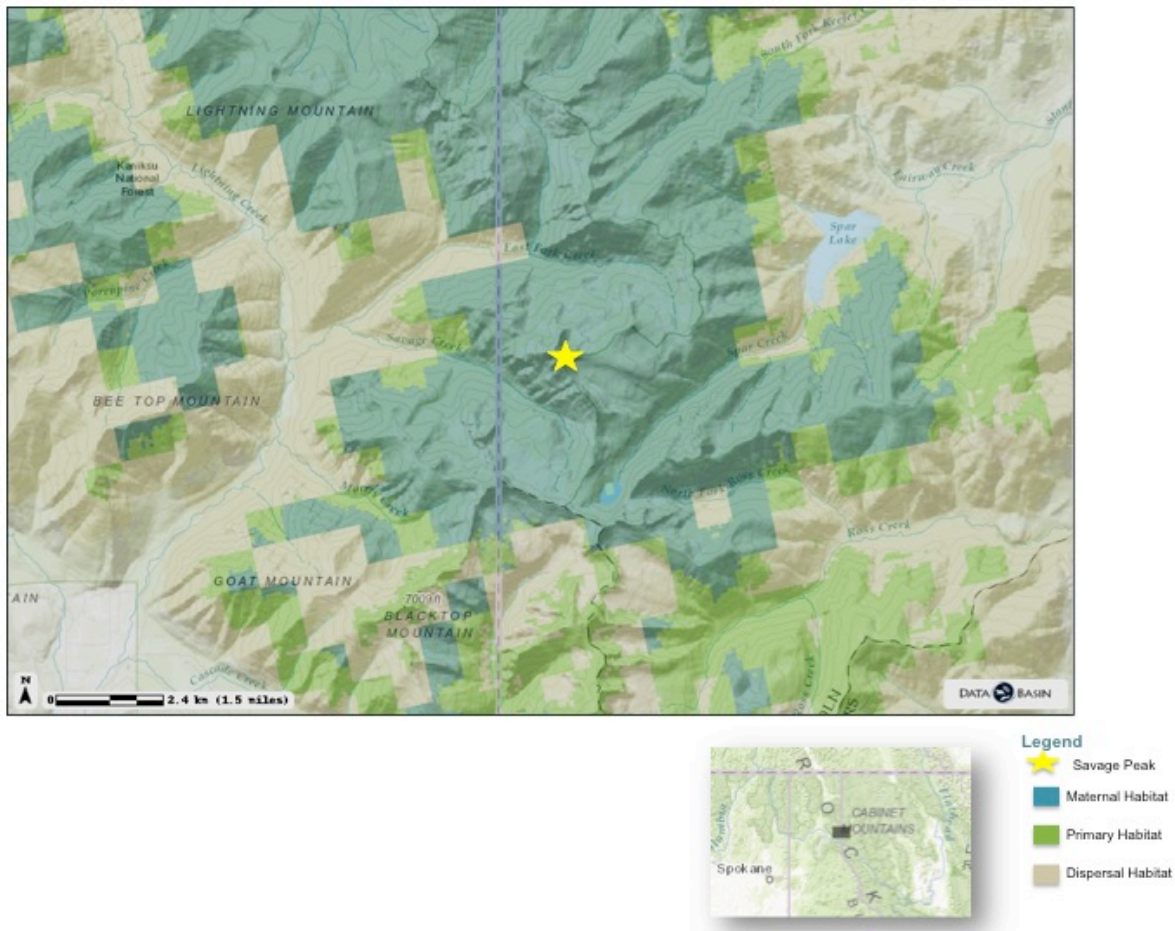 South Fork Keeler C
LIGHTNING MOUNTAIN
Kaniksu
National
Forest
Lightning Creek
Fairway Creek
Spar
Lake
East Fork Creek
Porcupine Creek
Savage Creek
Spar Creek
BEE TOP MOUNTAIN
North Fork Ross Creek
Morris Creek
Ross Creek
GOAT MOUNTAIN
TAIN
7009ft
BLACKTOP
MOUNTAIN
Cascade Creek
N
0
2.4 km (1.5 miles)
DATA BASIN
Legend
Savage Peak
Maternal Habitat
Primary Habitat
Dispersal Habitat
R
O
C
K
CABINET
MOUNTAINS
Flathead
Spokane